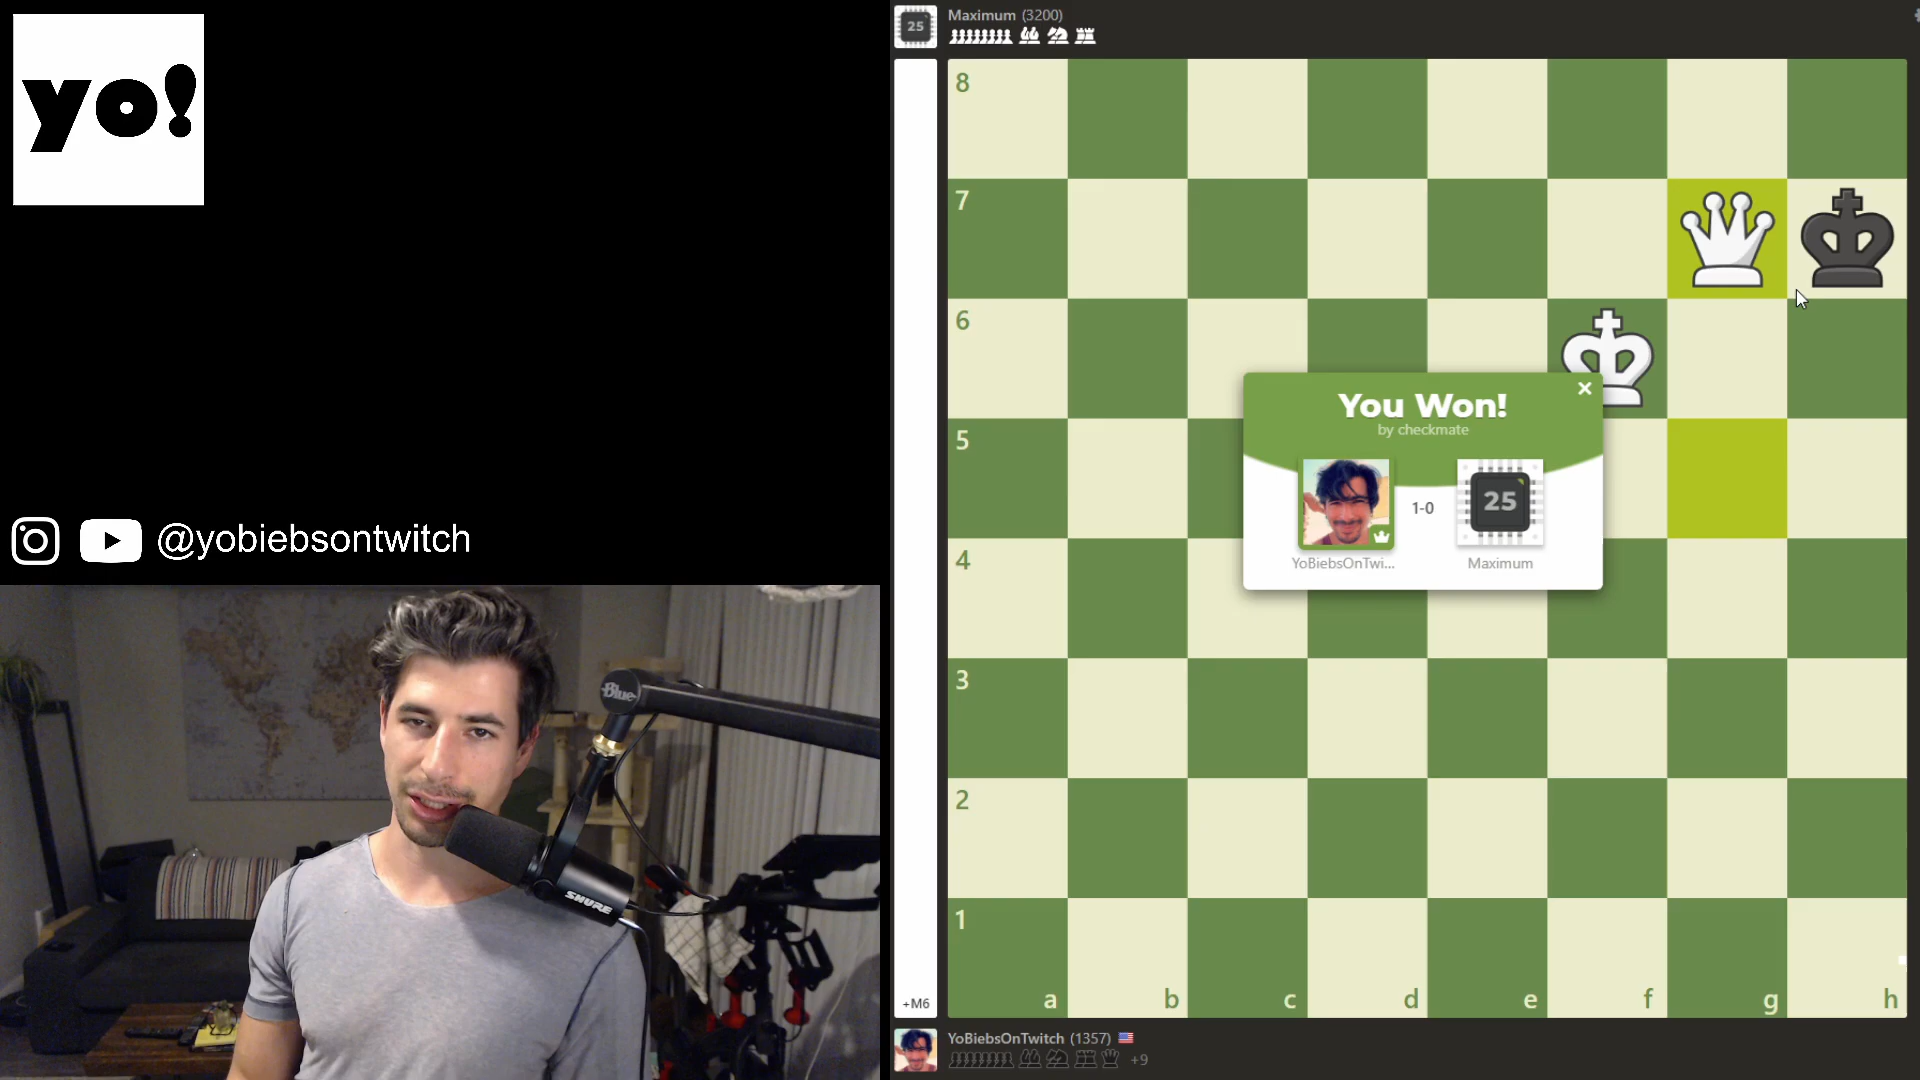 yo!
@yobiebsontwitch
Blue
SHURE
25
Maximum (3200)
8
7
6
5
4
3
2
1
a b c d e f g h
You Won!
by checkmate
1-0
25
YoBiebsOnTwi...
Maximum
+M6
YoBiebsOnTwitch (1357)
+9